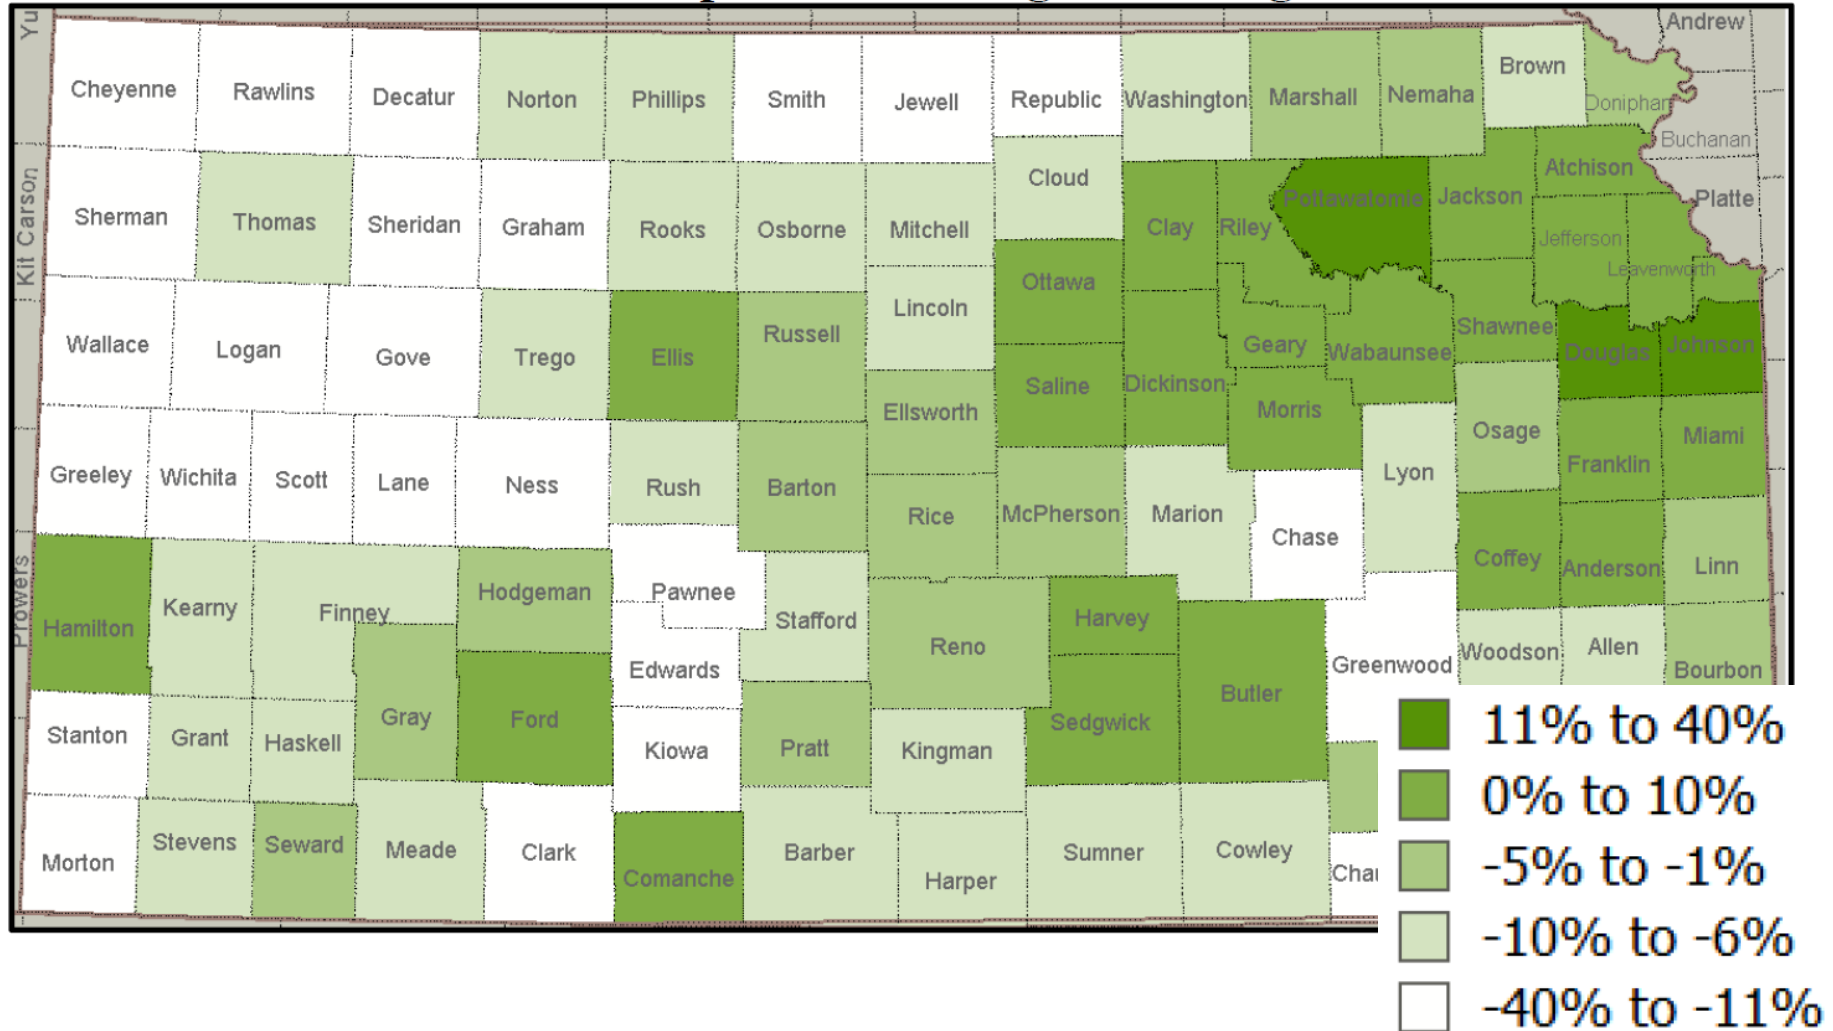 Yu
Andrew
Cheyenne
Rawlins
Decatur
Norton
Phillips
Smith
Jewell
Republic
Washington
Marshall
Nemaha
Brown
Doniphan
Buchanan
Kit Carson
Sherman
Thomas
Sheridan
Graham
Rooks
Osborne
Mitchell
Cloud
Clay
Riley
Pottawatomie
Jackson
Atchison
Platte
Jefferson
Leavenworth
Ottawa
Lincoln
Wallace
Logan
Gove
Trego
Ellis
Russell
Ellsworth
Saline
Dickinson
Geary
Wabaunsee
Shawnee
Douglas
Johnson
Morris
Osage
Franklin
Miami
Greeley
Wichita
Scott
Lane
Ness
Rush
Barton
Rice
McPherson
Marion
Chase
Lyon
Coffey
Anderson
Linn
Prowers
Hamilton
Kearny
Finney
Hodgeman
Pawnee
Stafford
Reno
Harvey
Edwards
Butler
Greenwood
Woodson
Allen
Bourbon
Stanton
Grant
Haskell
Gray
Ford
Kiowa
Pratt
Kingman
Sedgwick
Morton
Stevens
Seward
Meade
Clark
Comanche
Barber
Harper
Sumner
Cowley
Cha
11% to 40%
0% to 10%
-5% to -1%
-10% to -6%
-40% to -11%